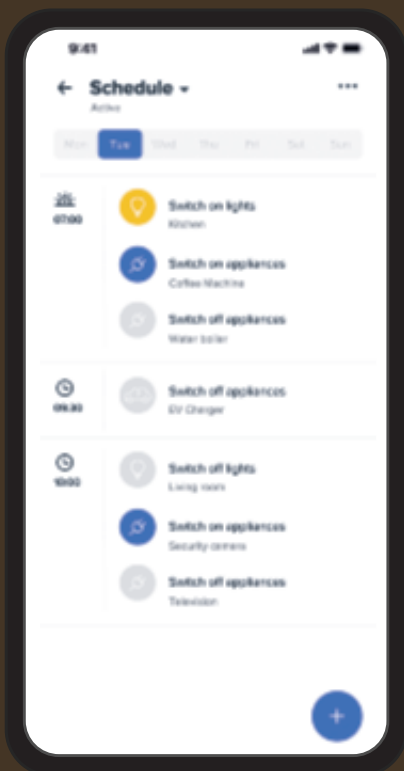 9:41
Schedule
Active
Mon Tue Wed Thu Fri Sat Sun
07:00
Switch on lights
Kitchen
Switch on appliances
Coffee Machine
Switch off appliances
Water boiler
09:30
Switch off appliances
EV Charger
10:00
Switch off lights
Living room
Switch on appliances
Security camera
Switch off appliances
Television